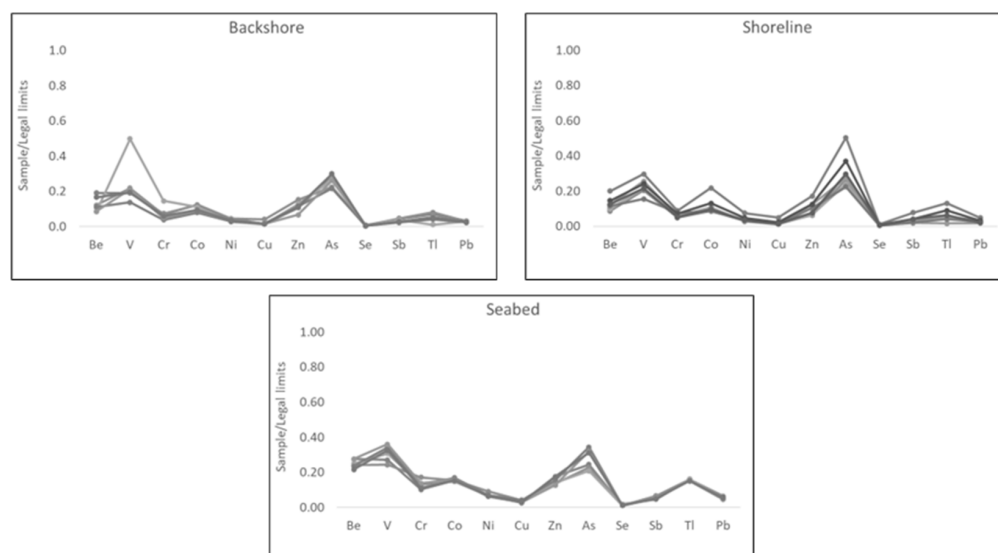 Backshore
Sample/Legal limits
1.0
0.8
0.6
0.4
0.2
0.0
Be V Cr Co Ni Cu Zn As Se Sb Tl Pb
Shoreline
Sample/Legal limits
1.00
0.80
0.60
0.40
0.20
0.00
Be V Cr Co Ni Cu Zn As Se Sb Tl Pb
Seabed
Sample/Legal limits
1.00
0.80
0.60
0.40
0.20
0.00
Be V Cr Co Ni Cu Zn As Se Sb Tl Pb